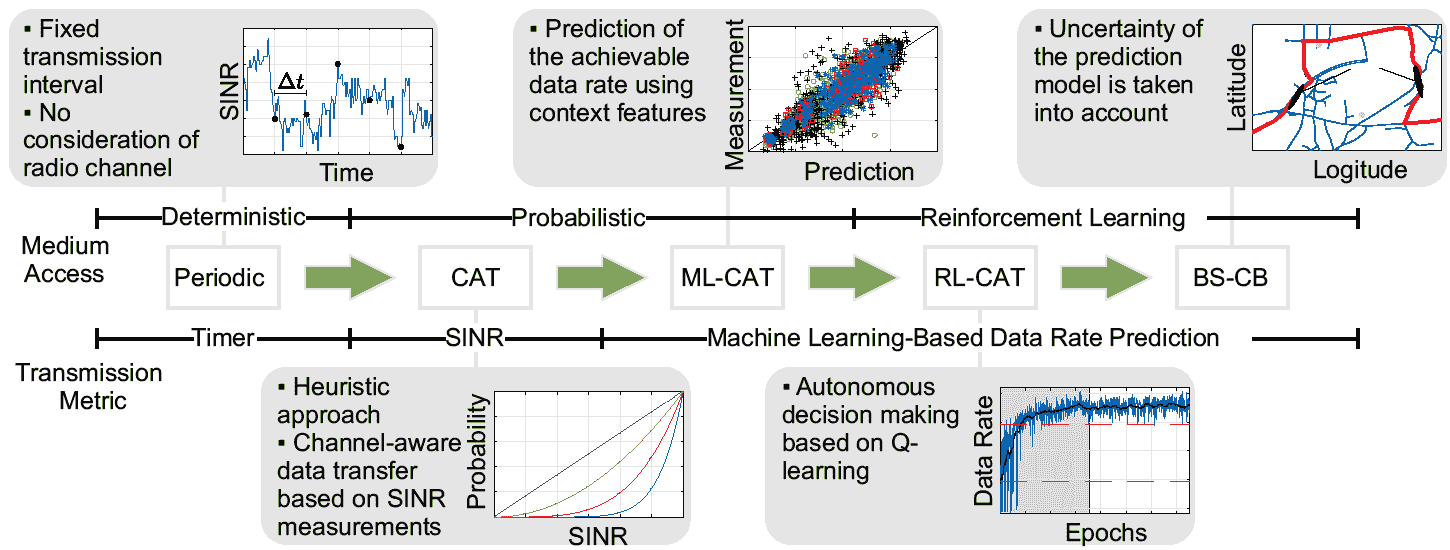 ▪ Fixed
transmission
interval
▪ No
consideration of
radio channel
SINR
Δt
Time
▪ Prediction of
the achievable
data rate using
context features
Measurement
Prediction
▪ Uncertainty of
the prediction
model is taken
into account
Latitude
Logitude
Medium
Access
Deterministic
Probabilistic
Reinforcement Learning
Periodic
CAT
ML-CAT
RL-CAT
BS-CB
Transmission
Metric
Timer
SINR
Machine Learning-Based Data Rate Prediction
▪ Heuristic
approach
▪ Channel-aware
data transfer
based on SINR
measurements
Probability
SINR
▪ Autonomous
decision making
based on Q-
learning
Data Rate
Epochs